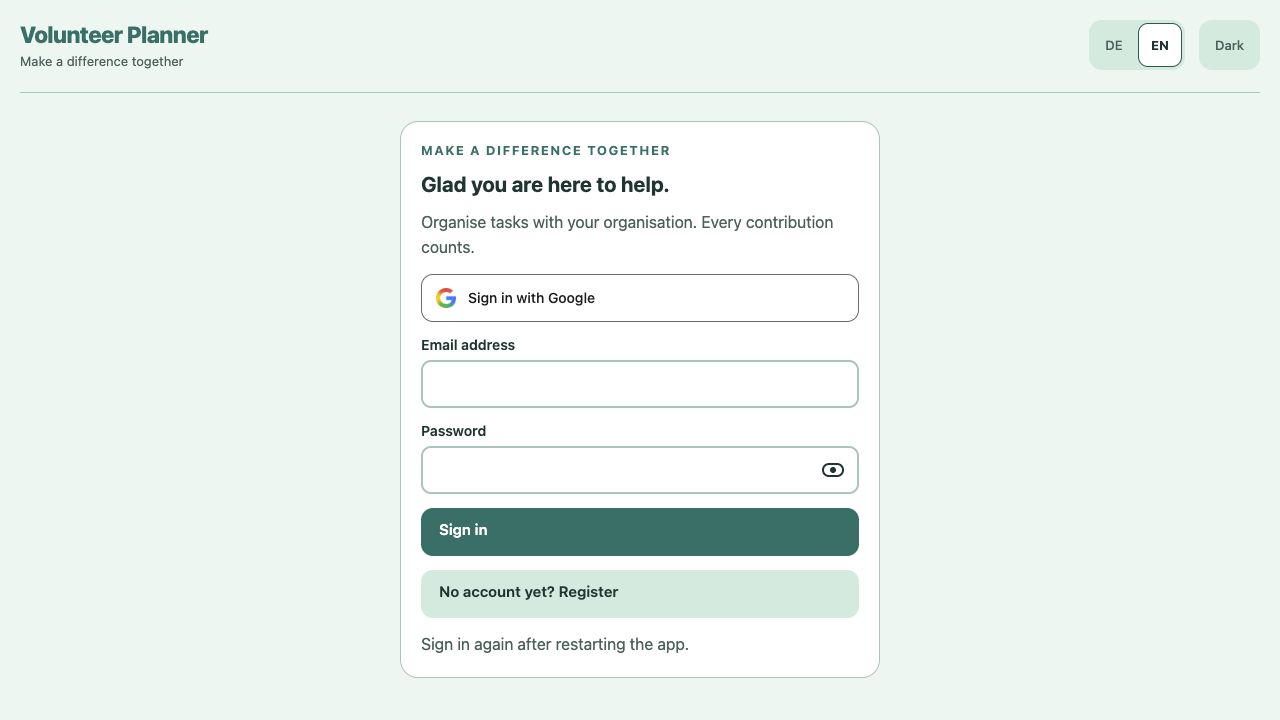 Volunteer Planner
Make a difference together
DE
EN
Dark
MAKE A DIFFERENCE TOGETHER
Glad you are here to help.
Organise tasks with your organisation. Every contribution
counts.
Sign in with Google
Email address
Password
Sign in
No account yet? Register
Sign in again after restarting the app.